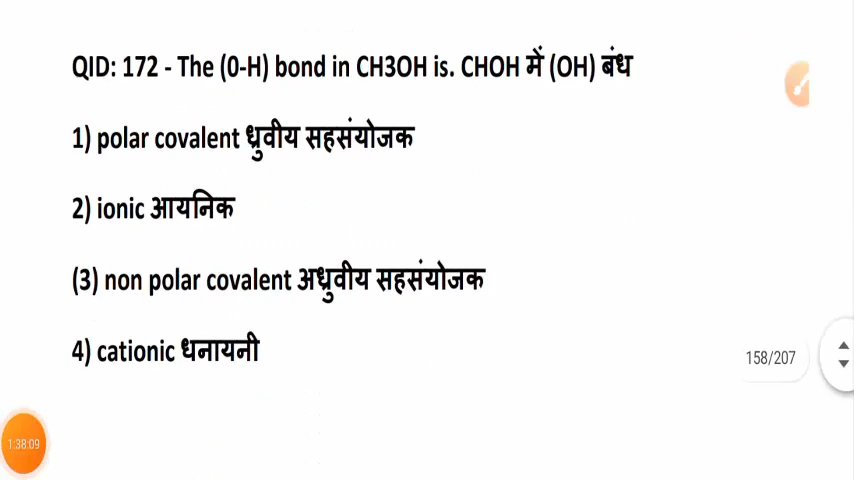 QID: 172 - The (0-H) bond in CH3OH is. CHOH में (OH) बंध
1) polar covalent ध्रुवीय सहसंयोजक
2) ionic आयनिक
(3) non polar covalent अध्रुवीय सहसंयोजक
4) cationic धनायनी
158/207
1:38:09